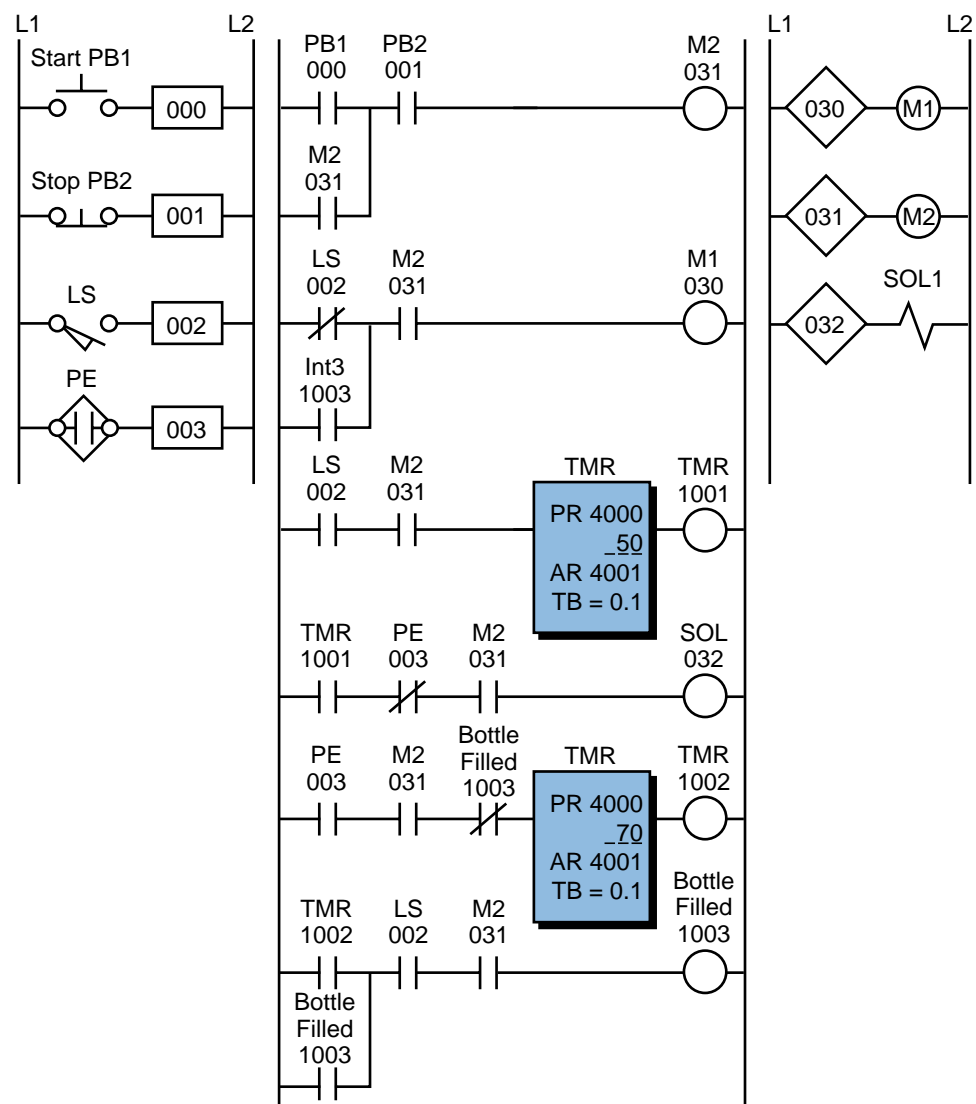 L1
L2
Start PB1
000
Stop PB2
001
LS
002
PE
003
PB1
000
PB2
001
M2
031
M2
031
LS
002
M2
031
M1
030
Int3
1003
LS
002
M2
031
TMR
PR 4000
50
AR 4001
TB = 0.1
TMR
1001
TMR
1001
PE
003
M2
031
SOL
032
PE
003
M2
031
Bottle
Filled
1003
TMR
PR 4000
70
AR 4001
TB = 0.1
TMR
1002
TMR
1002
LS
002
M2
031
Bottle
Filled
1003
Bottle
Filled
1003
L1
L2
030
M1
031
M2
032
SOL1